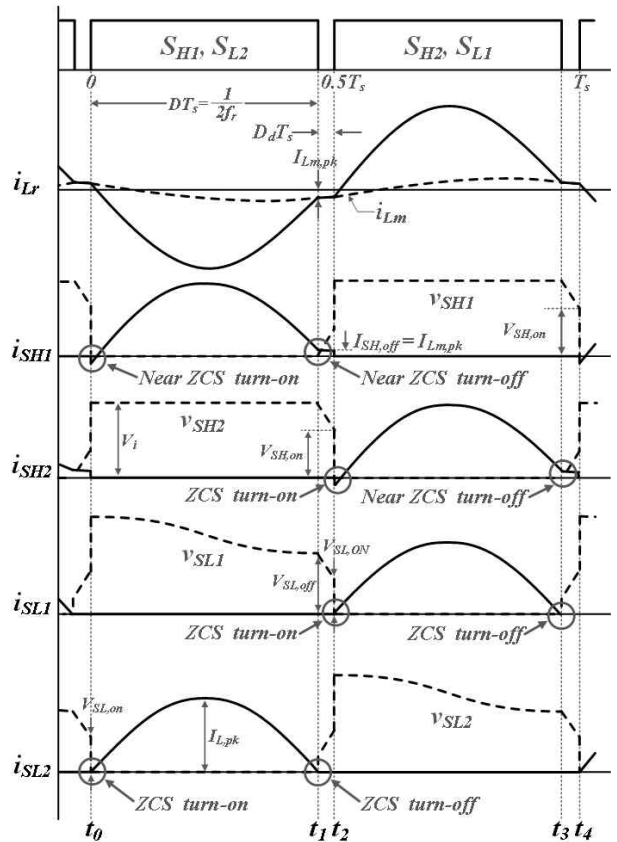 S_H1, S_L2
S_H2, S_L1
0
0.5T_s
T_s
DT_s = 1/2f_r
D_dT_s
I_Lm,pk
i_Lr
i_Lm
v_SH1
I_SH,off = I_Lm,pk
V_SH,on
i_SH1
Near ZCS turn-on
Near ZCS turn-off
v_SH2
V_i
V_SH,on
i_SH2
ZCS turn-on
Near ZCS turn-off
v_SL1
V_SL,ON
V_SL,off
i_SL1
ZCS turn-on
ZCS turn-off
V_SL,on
v_SL2
I_L,pk
i_SL2
ZCS turn-on
ZCS turn-off
t_0
t_1
t_2
t_3
t_4